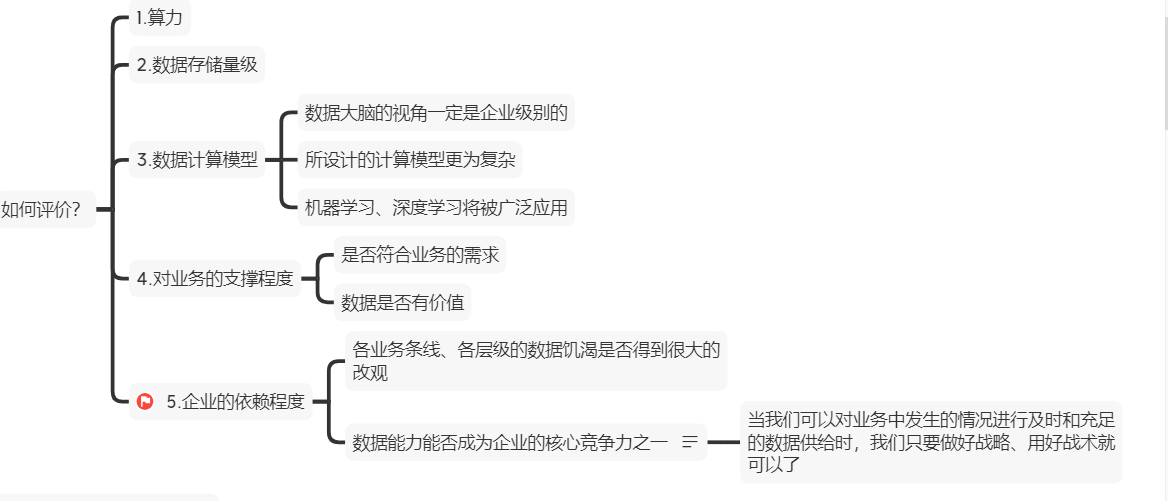 1.算力
2.数据存储量级
数据大脑的视角一定是企业级别的
3.数据计算模型
所设计的计算模型更为复杂
机器学习、深度学习将被广泛应用
如何评价？
是否符合业务的需求
4.对业务的支撑程度
数据是否有价值
各业务条线、各层级的数据饥渴是否得到很大的
改观
5.企业的依赖程度
数据能力能否成为企业的核心竞争力之一
当我们可以对业务中发生的情况进行及时和充足
的数据供给时，我们只要做好战略、用好战术就
可以了